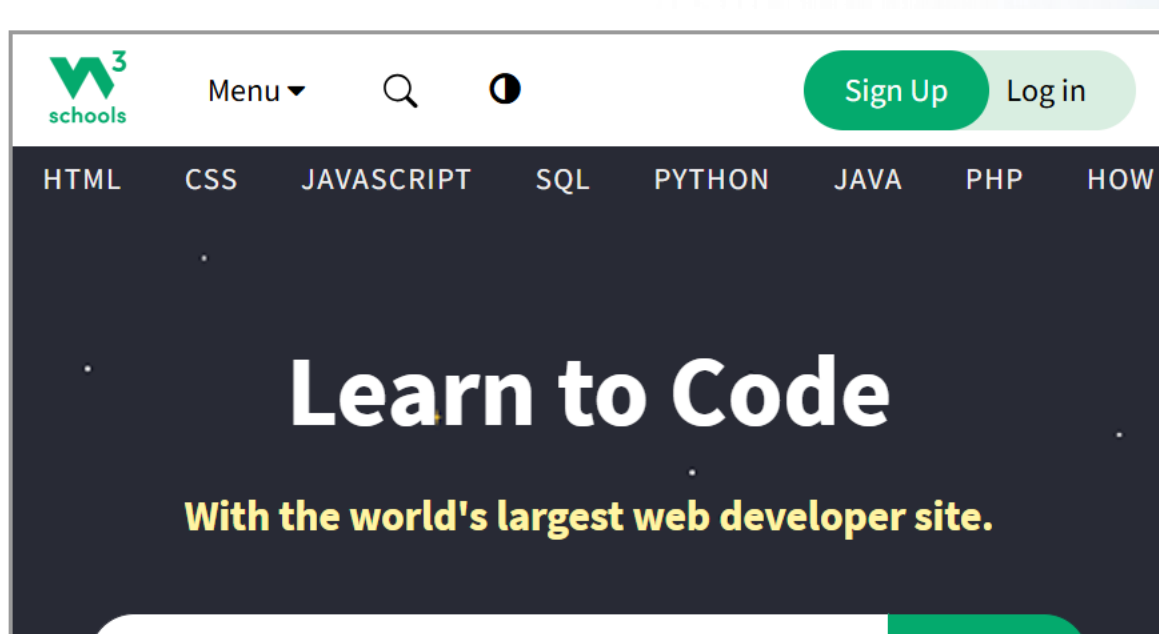 W3 schools
Menu
Sign Up
Log in
HTML CSS JAVASCRIPT SQL PYTHON JAVA PHP HOW
Learn to Code
With the world's largest web developer site.